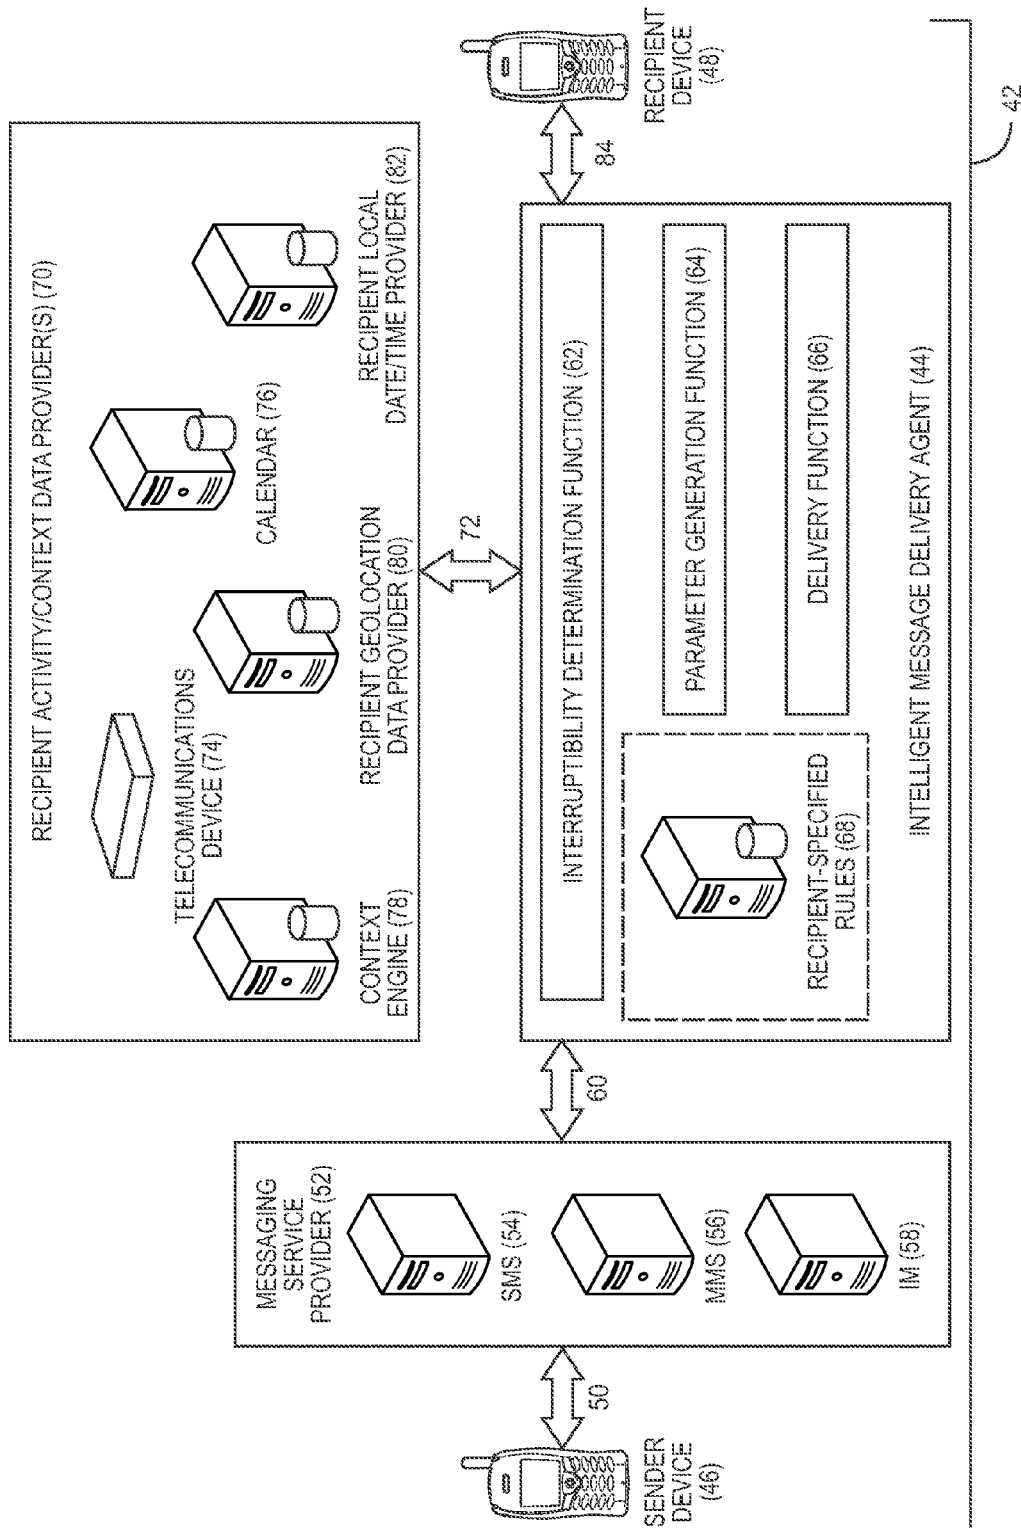 RECIPIENT ACTIVITY/CONTEXT DATA PROVIDER(S) (70)
TELECOMMUNICATIONS
DEVICE (74)
CALENDAR (76)
CONTEXT
ENGINE (78)
RECIPIENT GEOLOCATION
DATA PROVIDER (80)
RECIPIENT LOCAL
DATE/TIME PROVIDER (82)
72
MESSAGING
SERVICE
PROVIDER (52)
SMS (54)
MMS (56)
IM (58)
SENDER
DEVICE
(46)
50
60
INTERRUPTIBILITY DETERMINATION FUNCTION (62)
PARAMETER GENERATION FUNCTION (64)
DELIVERY FUNCTION (66)
RECIPIENT-SPECIFIED
RULES (68)
INTELLIGENT MESSAGE DELIVERY AGENT (44)
84
RECIPIENT
DEVICE
(48)
42